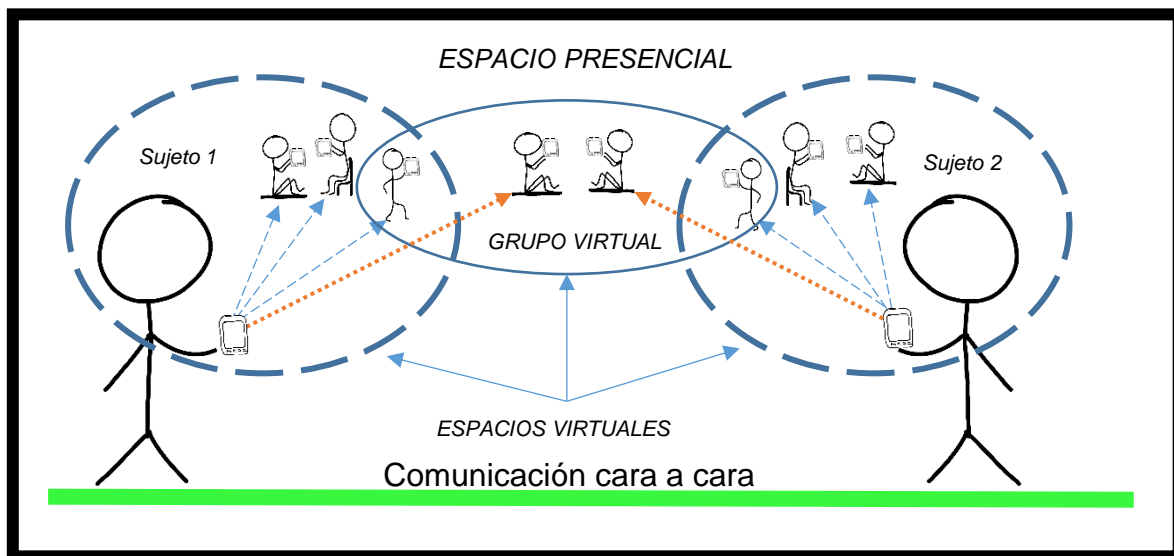 ESPACIO PRESENCIAL
Sujeto 1
Sujeto 2
GRUPO VIRTUAL
ESPACIOS VIRTUALES
Comunicación cara a cara